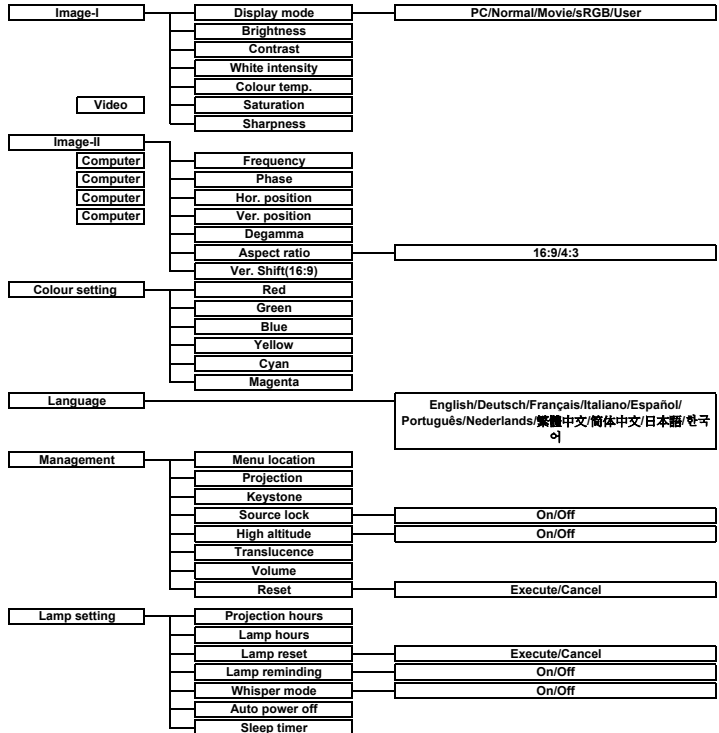 Image-I Display mode PC/Normal/Movie/sRGB/User
Brightness
Contrast
White intensity
Colour temp.
Video Saturation
Sharpness
Image-II
Computer Frequency
Computer Phase
Computer Hor. position
Computer Ver. position
Degamma
Aspect ratio 16:9/4:3
Ver. Shift(16:9)
Colour setting Red
Green
Blue
Yellow
Cyan
Magenta
Language English/Deutsch/Français/Italiano/Español/
Português/Nederlands/繁體中文/简体中文/日本語/한국
어
Management Menu location
Projection
Keystone
Source lock On/Off
High altitude On/Off
Translucence
Volume
Reset Execute/Cancel
Lamp setting Projection hours
Lamp hours
Lamp reset Execute/Cancel
Lamp reminding On/Off
Whisper mode On/Off
Auto power off
Sleep timer